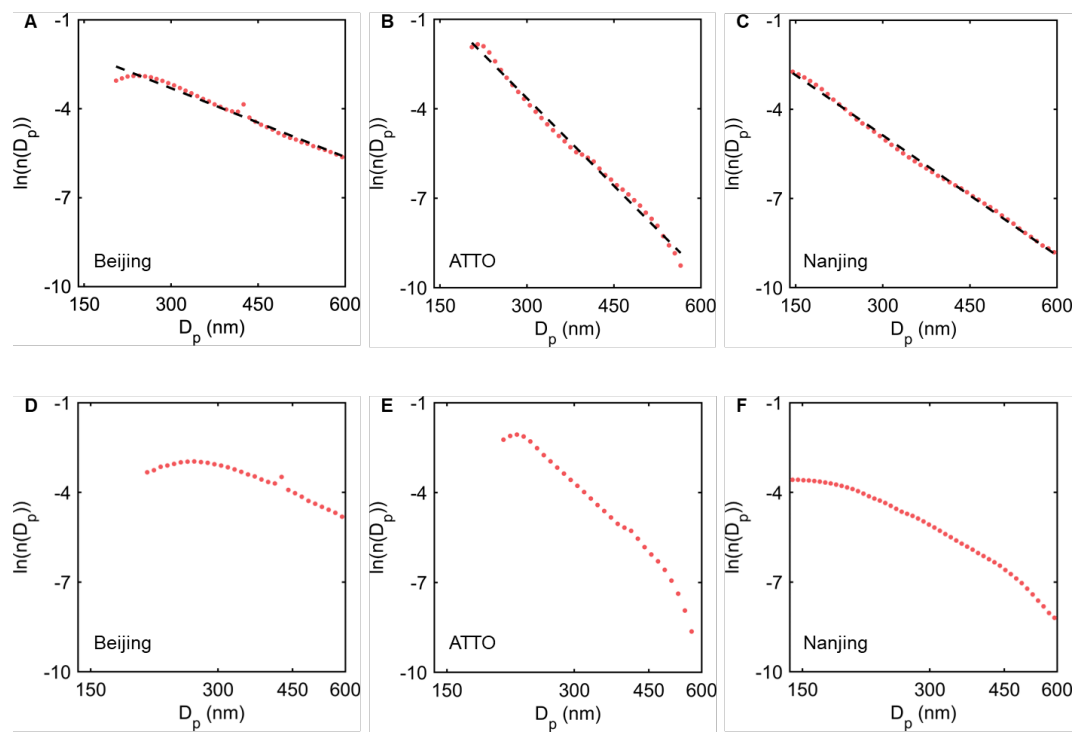 A
-1
-4
-7
-10
ln(n(Dp))
Beijing
150 300 450 600
Dp (nm)
B
-1
-4
-7
-10
ln(n(Dp))
ATTO
150 300 450 600
Dp (nm)
C
-1
-4
-7
-10
ln(n(Dp))
Nanjing
150 300 450 600
Dp (nm)
D
-1
-4
-7
-10
ln(n(Dp))
Beijing
150 300 450 600
Dp (nm)
E
-1
-4
-7
-10
ln(n(Dp))
ATTO
150 300 450 600
Dp (nm)
F
-1
-4
-7
-10
ln(n(Dp))
Nanjing
150 300 450 600
Dp (nm)